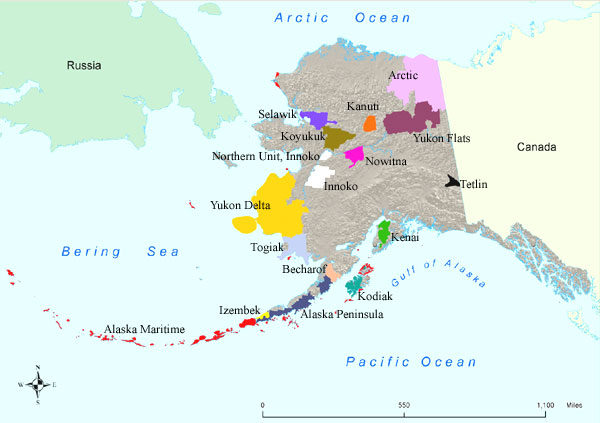 Arctic Ocean
Russia
Arctic
Kanuti
Selawik
Koyukuk
Yukon Flats
Canada
Northern Unit, Innoko
Nowitna
Innoko
Tetlin
Yukon Delta
Kenai
Togiak
Bering Sea
Becharof
Gulf of Alaska
Kodiak
Izembek
Alaska Peninsula
Alaska Maritime
Pacific Ocean
N
W E
S
0 550 1,100 Miles